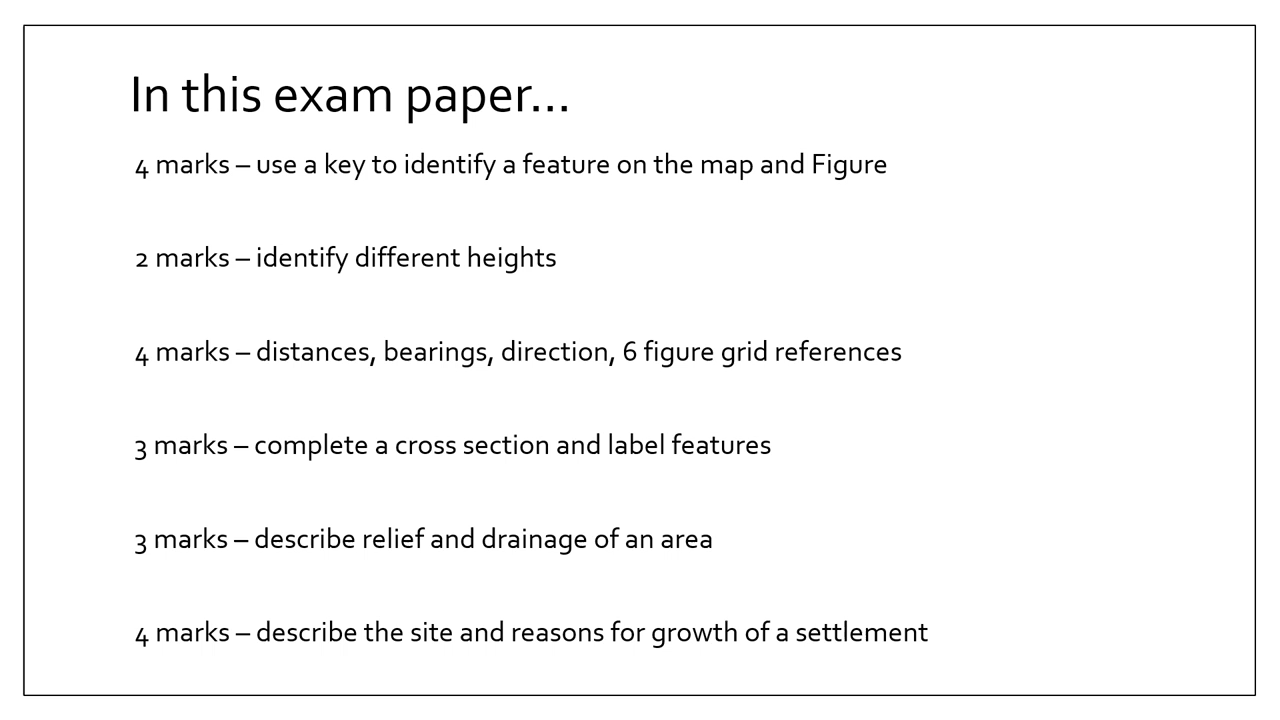 In this exam paper...
4 marks – use a key to identify a feature on the map and Figure
2 marks – identify different heights
4 marks – distances, bearings, direction, 6 figure grid references
3 marks – complete a cross section and label features
3 marks – describe relief and drainage of an area
4 marks – describe the site and reasons for growth of a settlement